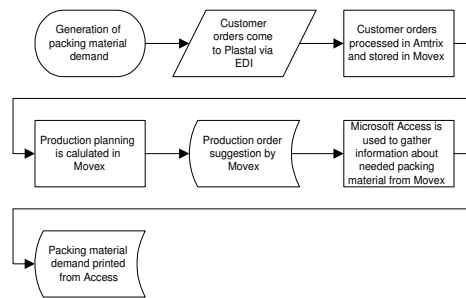 Generation of
packing material
demand
Customer
orders come
to Plastal via
EDI
Customer orders
processed in Amtrix
and stored in Movex
Production planning
is calulated in
Movex
Production order
suggestion by
Movex
Microsoft Access is
used to gather
information about
needed packing
material from Movex
Packing material
demand printed
from Access